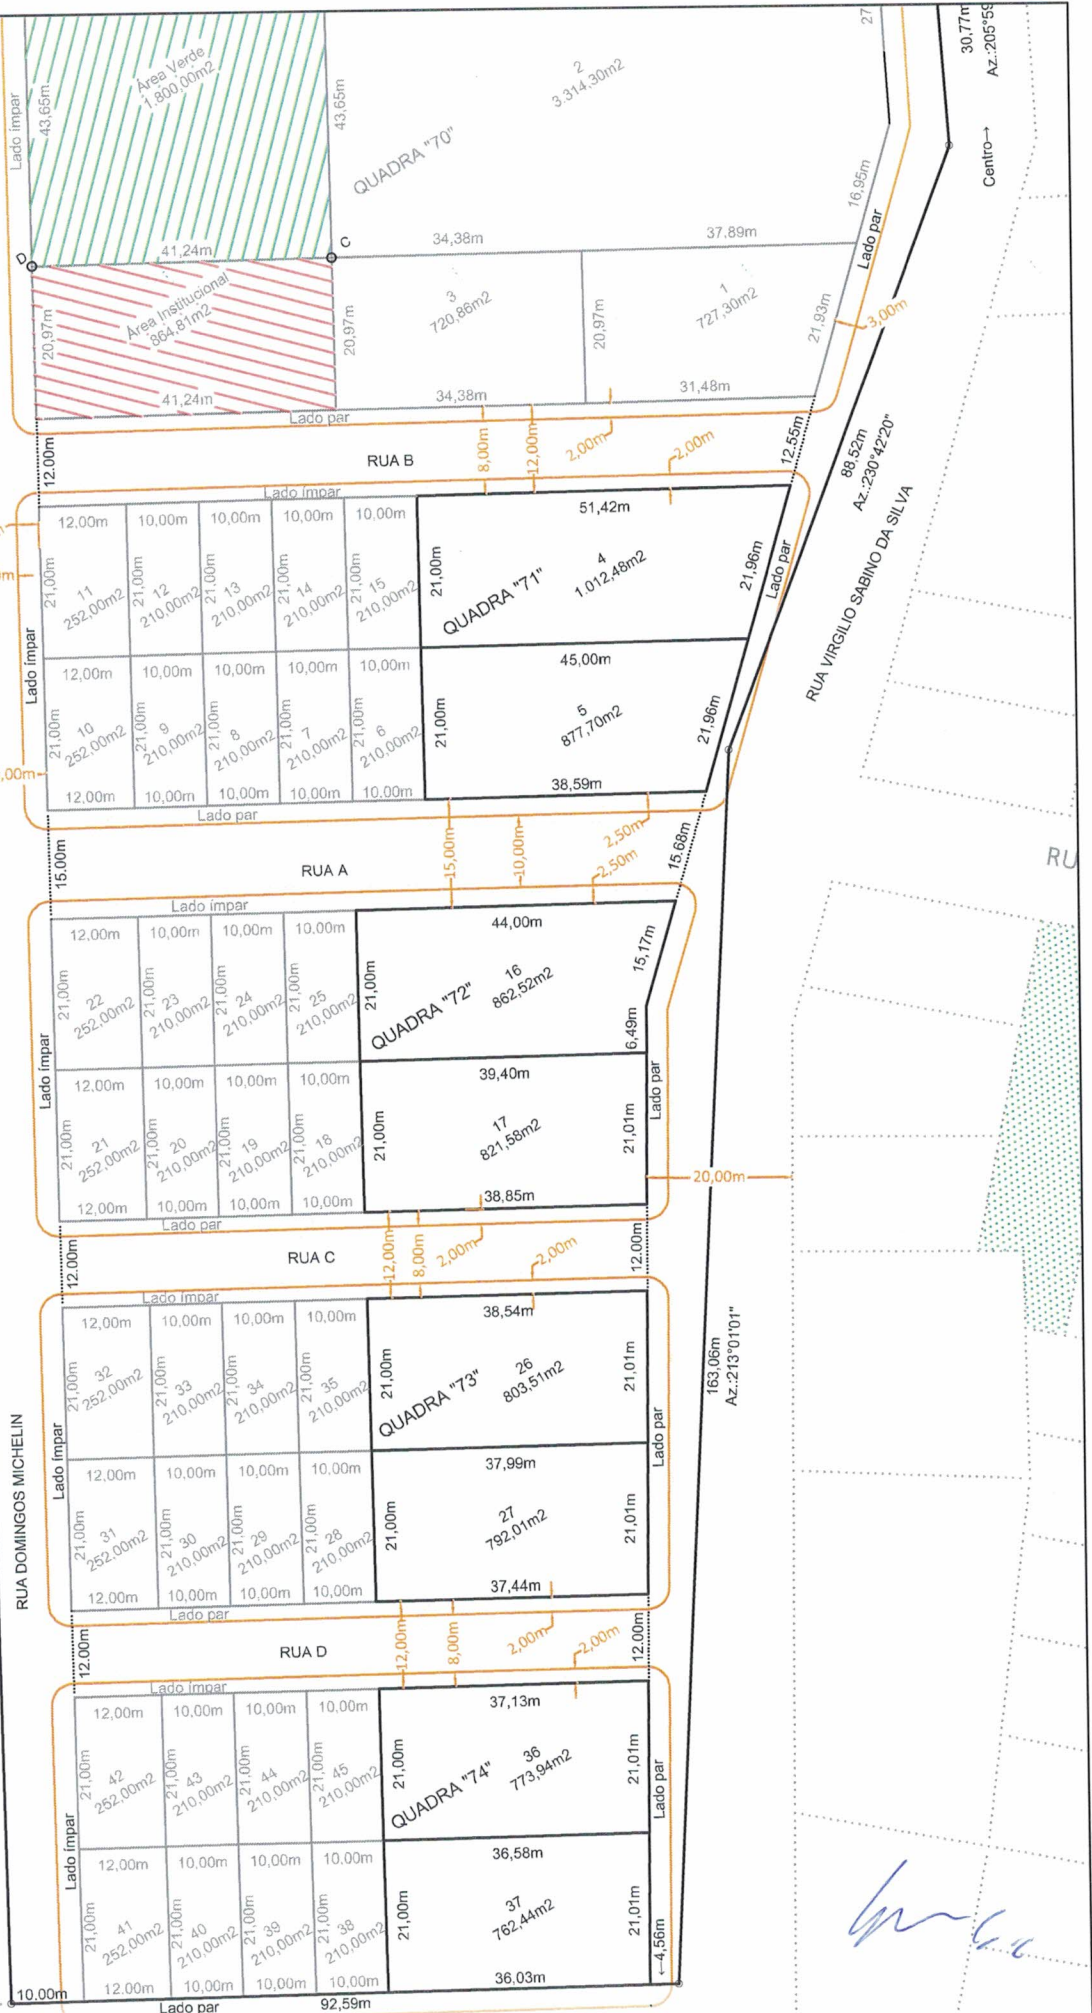 27
30,77m
Az.:205°59
Centro→
Lado ímpar
43,65m
Área Verde
1.800,00m2
43,65m
2
3.314,30m2
QUADRA "70"
16,95m
Lado par
D
41,24m
C
34,38m
37,89m
20,97m
Área Institucional
864,81m2
20,97m
3
720,86m2
20,97m
1
727,30m2
21,93m
3,00m
41,24m
34,38m
31,48m
Lado par
12.00m
RUA B
8,00m
12,00m
2,00m
2,00m
12.55m
88,52m
Az.:230°42'20"
RUA VIRGILIO SABINO DA SILVA
Lado ímpar
12,00m
10,00m
10,00m
10,00m
10,00m
51,42m
21,00m
11
252,00m2
21,00m
12
210,00m2
21,00m
13
210,00m2
21,00m
14
210,00m2
21,00m
15
210,00m2
21,00m
QUADRA "71"
4
1.012,48m2
21,96m
Lado par
Lado ímpar
12,00m
10,00m
10,00m
10,00m
10,00m
45,00m
21,00m
10
252,00m2
21,00m
9
210,00m2
21,00m
8
210,00m2
21,00m
7
210,00m2
21,00m
6
210,00m2
21,00m
5
877,70m2
21,96m
,00m
12,00m
10,00m
10,00m
10,00m
10,00m
38,59m
Lado par
15.00m
RUA A
15,00m
10,00m
2,50m
2,50m
15.68m
RU
Lado ímpar
12,00m
10,00m
10,00m
10,00m
44,00m
21,00m
22
252,00m2
21,00m
23
210,00m2
21,00m
24
210,00m2
21,00m
25
210,00m2
21,00m
QUADRA "72"
16
862,52m2
15,17m
6,49m
Lado ímpar
12,00m
10,00m
10,00m
10,00m
39,40m
21,00m
21
252,00m2
21,00m
20
210,00m2
21,00m
19
210,00m2
21,00m
18
210,00m2
21,00m
17
821,58m2
21,01m
Lado par
20,00m
12,00m
10,00m
10,00m
10,00m
38,85m
Lado par
12.00m
RUA C
12,00m
8,00m
2,00m
2,00m
12.00m
Lado ímpar
12,00m
10,00m
10,00m
10,00m
38,54m
21,00m
32
252,00m2
21,00m
33
210,00m2
21,00m
34
210,00m2
21,00m
35
210,00m2
21,00m
QUADRA "73"
26
803,51m2
21,01m
163,06m
Az.:213°01'01"
RUA DOMINGOS MICHELIN
Lado ímpar
Lado par
12,00m
10,00m
10,00m
10,00m
37,99m
21,00m
31
252,00m2
21,00m
30
210,00m2
21,00m
29
210,00m2
21,00m
28
210,00m2
21,00m
27
792,01m2
21,01m
12,00m
10,00m
10,00m
10,00m
37,44m
Lado par
12.00m
RUA D
12,00m
8,00m
2,00m
2,00m
12.00m
Lado ímpar
12,00m
10,00m
10,00m
10,00m
37,13m
21,00m
42
252,00m2
21,00m
43
210,00m2
21,00m
44
210,00m2
21,00m
45
210,00m2
21,00m
QUADRA "74"
36
773,94m2
21,01m
Lado par
Lado ímpar
12,00m
10,00m
10,00m
10,00m
36,58m
21,00m
41
252,00m2
21,00m
40
210,00m2
21,00m
39
210,00m2
21,00m
38
210,00m2
21,00m
37
762,44m2
21,01m
←4,56m
10.00m
12,00m
10,00m
10,00m
10,00m
36,03m
Lado par
92,59m